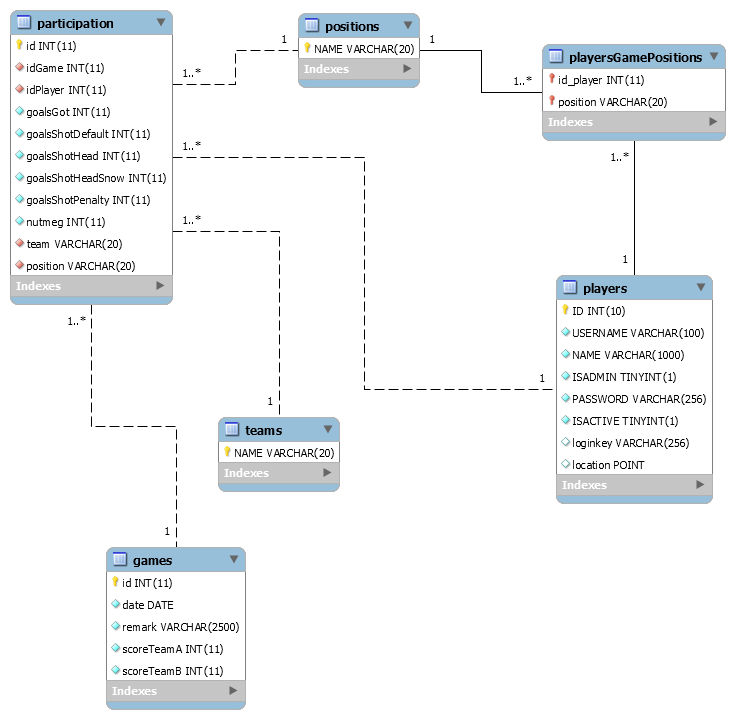 participation
id INT(11)
idGame INT(11)
idPlayer INT(11)
goalsGot INT(11)
goalsShotDefault INT(11)
goalsShotHead INT(11)
goalsShotHeadSnow INT(11)
goalsShotPenalty INT(11)
nutmeg INT(11)
team VARCHAR(20)
position VARCHAR(20)
Indexes
1..*
1
positions
NAME VARCHAR(20)
Indexes
1
1..*
playersGamePositions
id_player INT(11)
position VARCHAR(20)
Indexes
1..*
1
1..*
1
1..*
1
players
ID INT(10)
USERNAME VARCHAR(100)
NAME VARCHAR(1000)
ISADMIN TINYINT(1)
PASSWORD VARCHAR(256)
ISACTIVE TINYINT(1)
loginkey VARCHAR(256)
location POINT
Indexes
teams
NAME VARCHAR(20)
Indexes
1..*
1
games
id INT(11)
date DATE
remark VARCHAR(2500)
scoreTeamA INT(11)
scoreTeamB INT(11)
Indexes